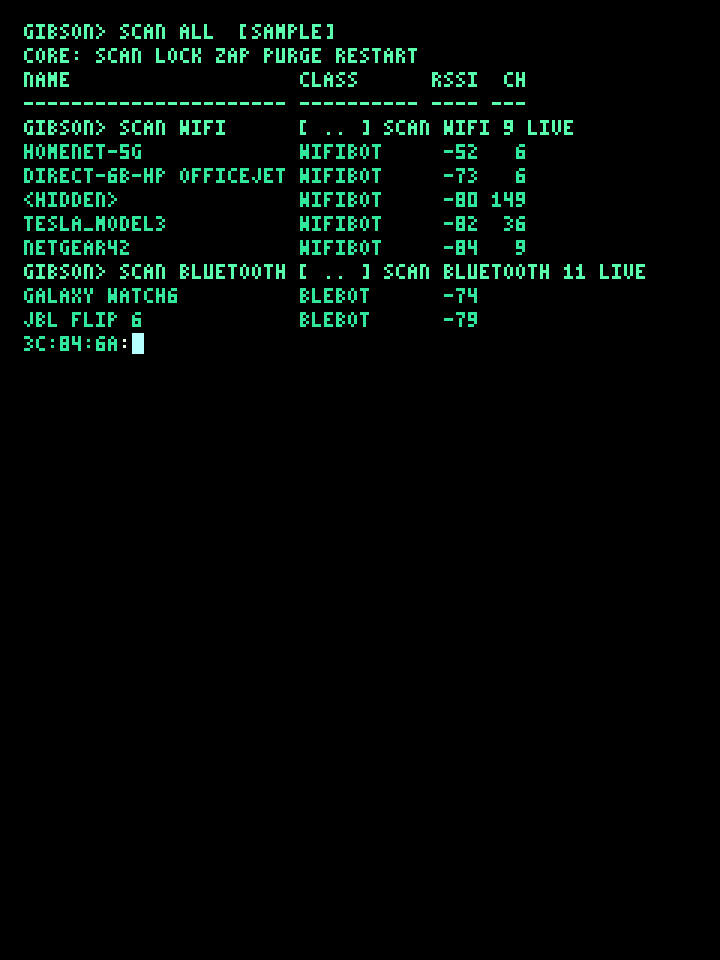 GIBSON> SCAN ALL  [SAMPLE]
CORE: SCAN LOCK ZAP PURGE RESTART
NAME                   CLASS      RSSI  CH
---------------------- ---------- ---- ---
GIBSON> SCAN WIFI      [ .. ] SCAN WIFI 9 LIVE
HOMENET-5G             WIFIBOT     -52   6
DIRECT-6B-HP OFFICEJET WIFIBOT     -73   6
<HIDDEN>               WIFIBOT     -80 149
TESLA_MODEL3           WIFIBOT     -82  36
NETGEAR42              WIFIBOT     -84   9
GIBSON> SCAN BLUETOOTH [ .. ] SCAN BLUETOOTH 11 LIVE
GALAXY WATCH6          BLEBOT      -74
JBL FLIP 6             BLEBOT      -79
3C:84:6A: